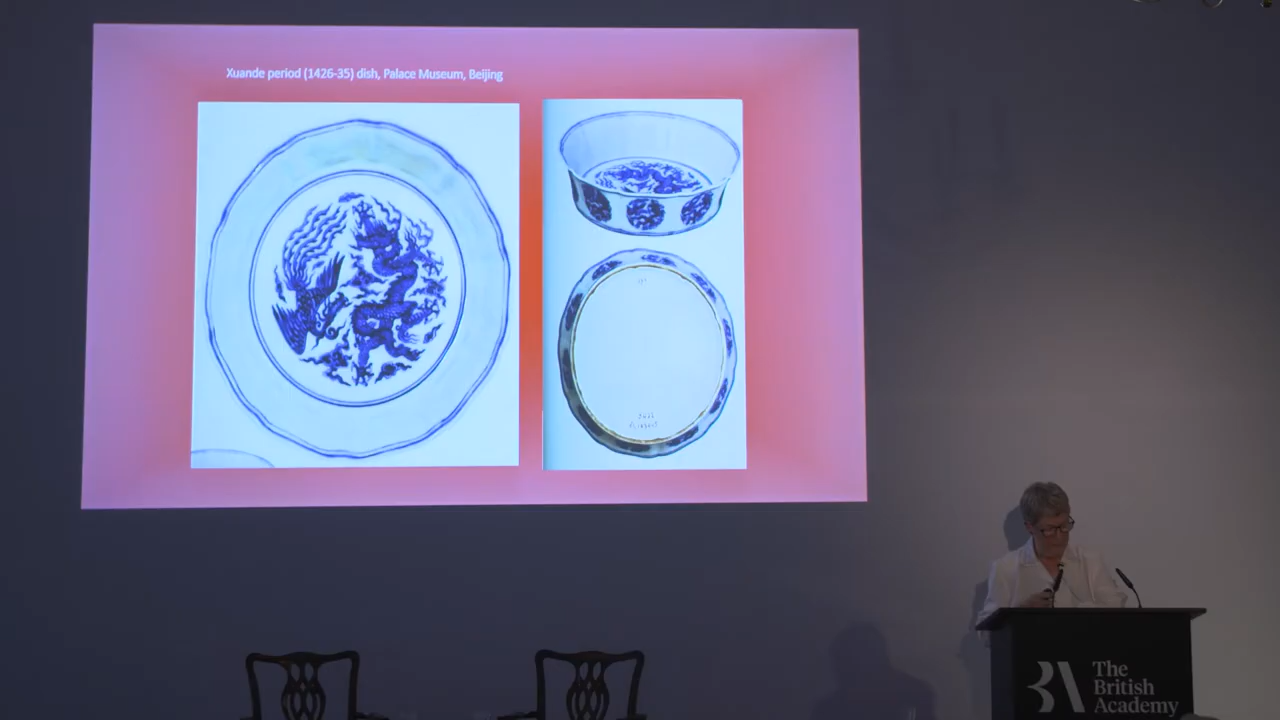 Xuande period (1426-35) dish, Palace Museum, Beijing
The
British
Academy